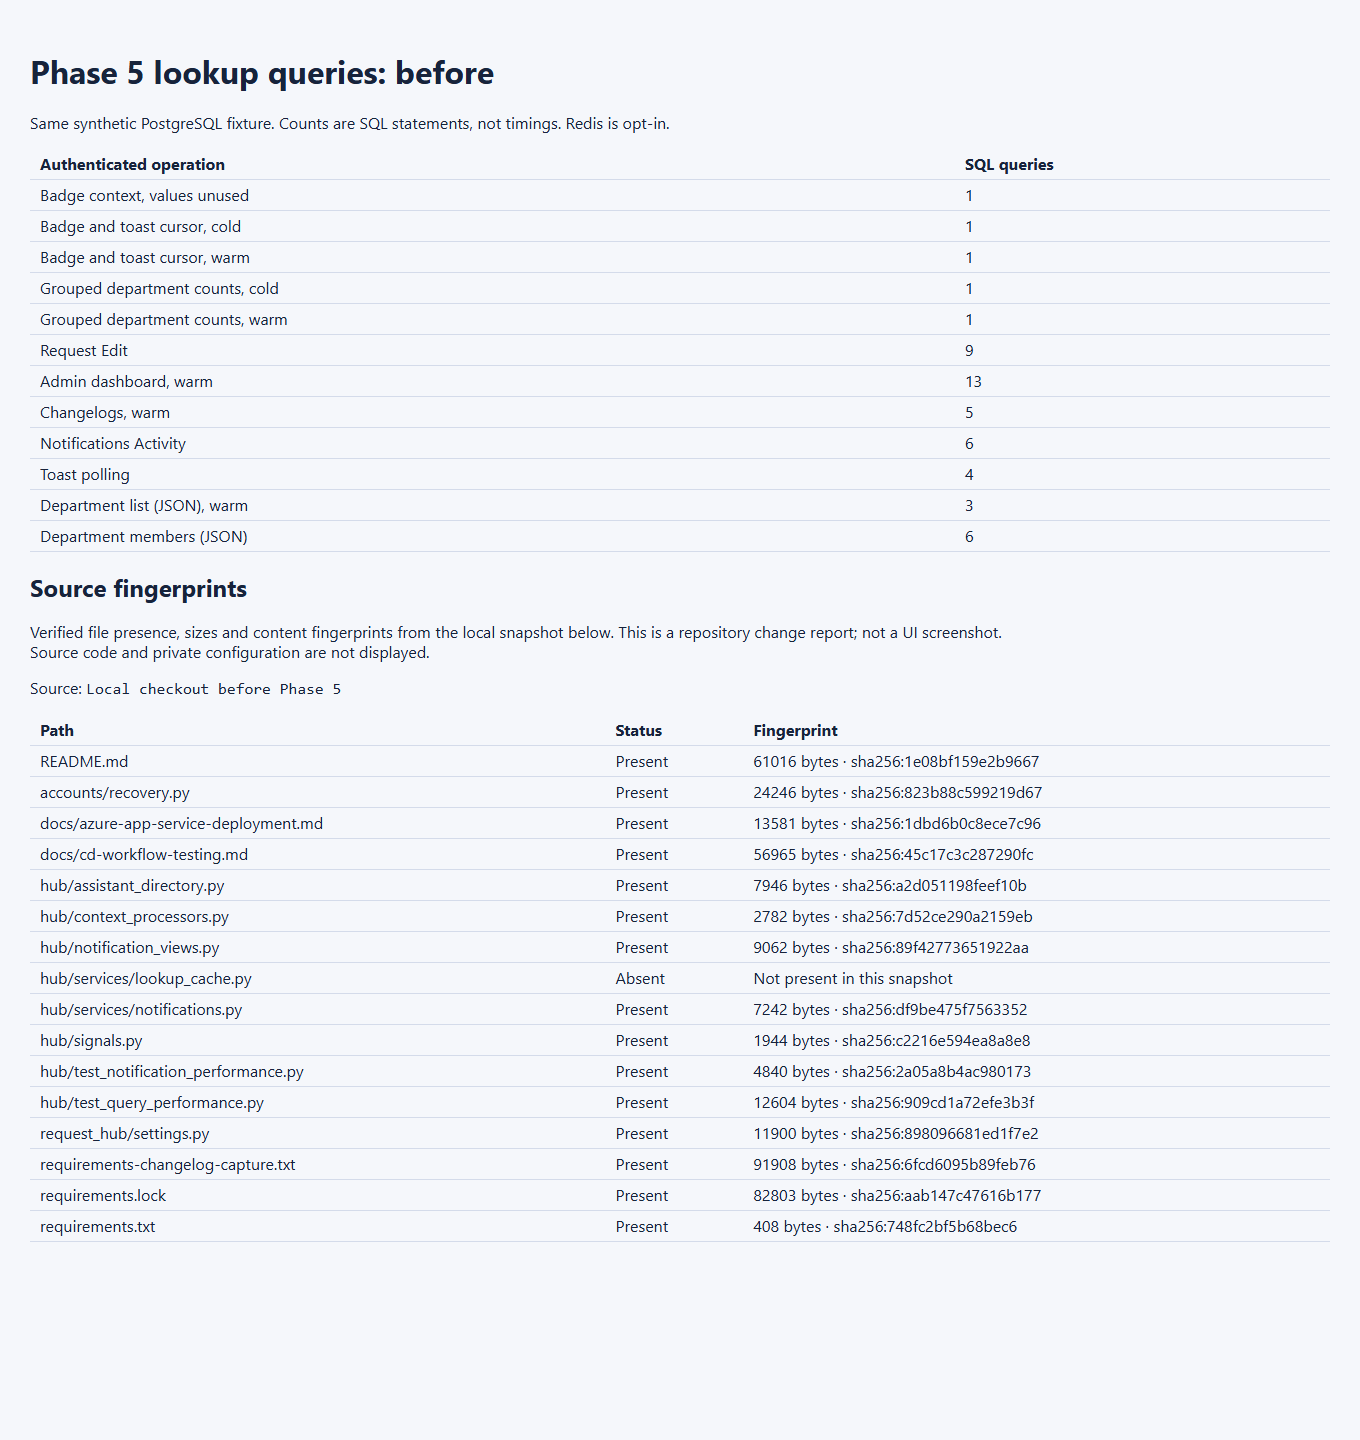 Phase 5 lookup queries: before
Same synthetic PostgreSQL fixture. Counts are SQL statements, not timings. Redis is opt-in.
Authenticated operation SQL queries
Badge context, values unused 1
Badge and toast cursor, cold 1
Badge and toast cursor, warm 1
Grouped department counts, cold 1
Grouped department counts, warm 1
Request Edit 9
Admin dashboard, warm 13
Changelogs, warm 5
Notifications Activity 6
Toast polling 4
Department list (JSON), warm 3
Department members (JSON) 6
Source fingerprints
Verified file presence, sizes and content fingerprints from the local snapshot below. This is a repository change report; not a UI screenshot.
Source code and private configuration are not displayed.
Source: Local checkout before Phase 5
Path Status Fingerprint
README.md Present 61016 bytes · sha256:1e08bf159e2b9667
accounts/recovery.py Present 24246 bytes · sha256:823b88c599219d67
docs/azure-app-service-deployment.md Present 13581 bytes · sha256:1dbd6b0c8ece7c96
docs/cd-workflow-testing.md Present 56965 bytes · sha256:45c17c3c287290fc
hub/assistant_directory.py Present 7946 bytes · sha256:a2d051198feef10b
hub/context_processors.py Present 2782 bytes · sha256:7d52ce290a2159eb
hub/notification_views.py Present 9062 bytes · sha256:89f42773651922aa
hub/services/lookup_cache.py Absent Not present in this snapshot
hub/services/notifications.py Present 7242 bytes · sha256:df9be475f7563352
hub/signals.py Present 1944 bytes · sha256:c2216e594ea8a8e8
hub/test_notification_performance.py Present 4840 bytes · sha256:2a05a8b4ac980173
hub/test_query_performance.py Present 12604 bytes · sha256:909cd1a72efe3b3f
request_hub/settings.py Present 11900 bytes · sha256:898096681ed1f7e2
requirements-changelog-capture.txt Present 91908 bytes · sha256:6fcd6095b89feb76
requirements.lock Present 82803 bytes · sha256:aab147c47616b177
requirements.txt Present 408 bytes · sha256:748fc2bf5b68bec6